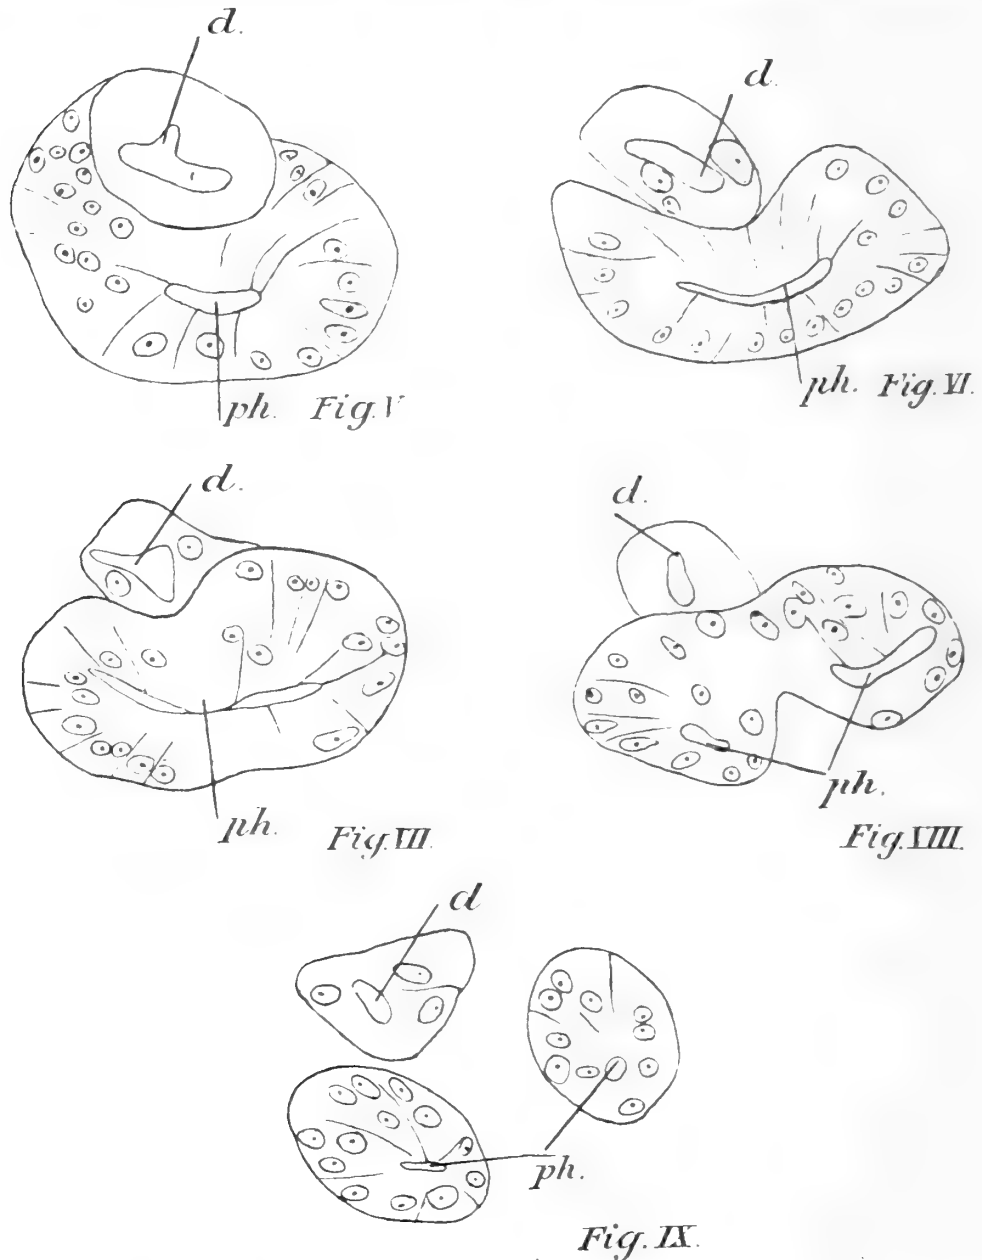 d.
d.
ph. Fig. V
ph. Fig. VI.
d.
d.
ph. Fig. VII.
ph.
Fig. VIII.
d
ph.
Fig. IX.